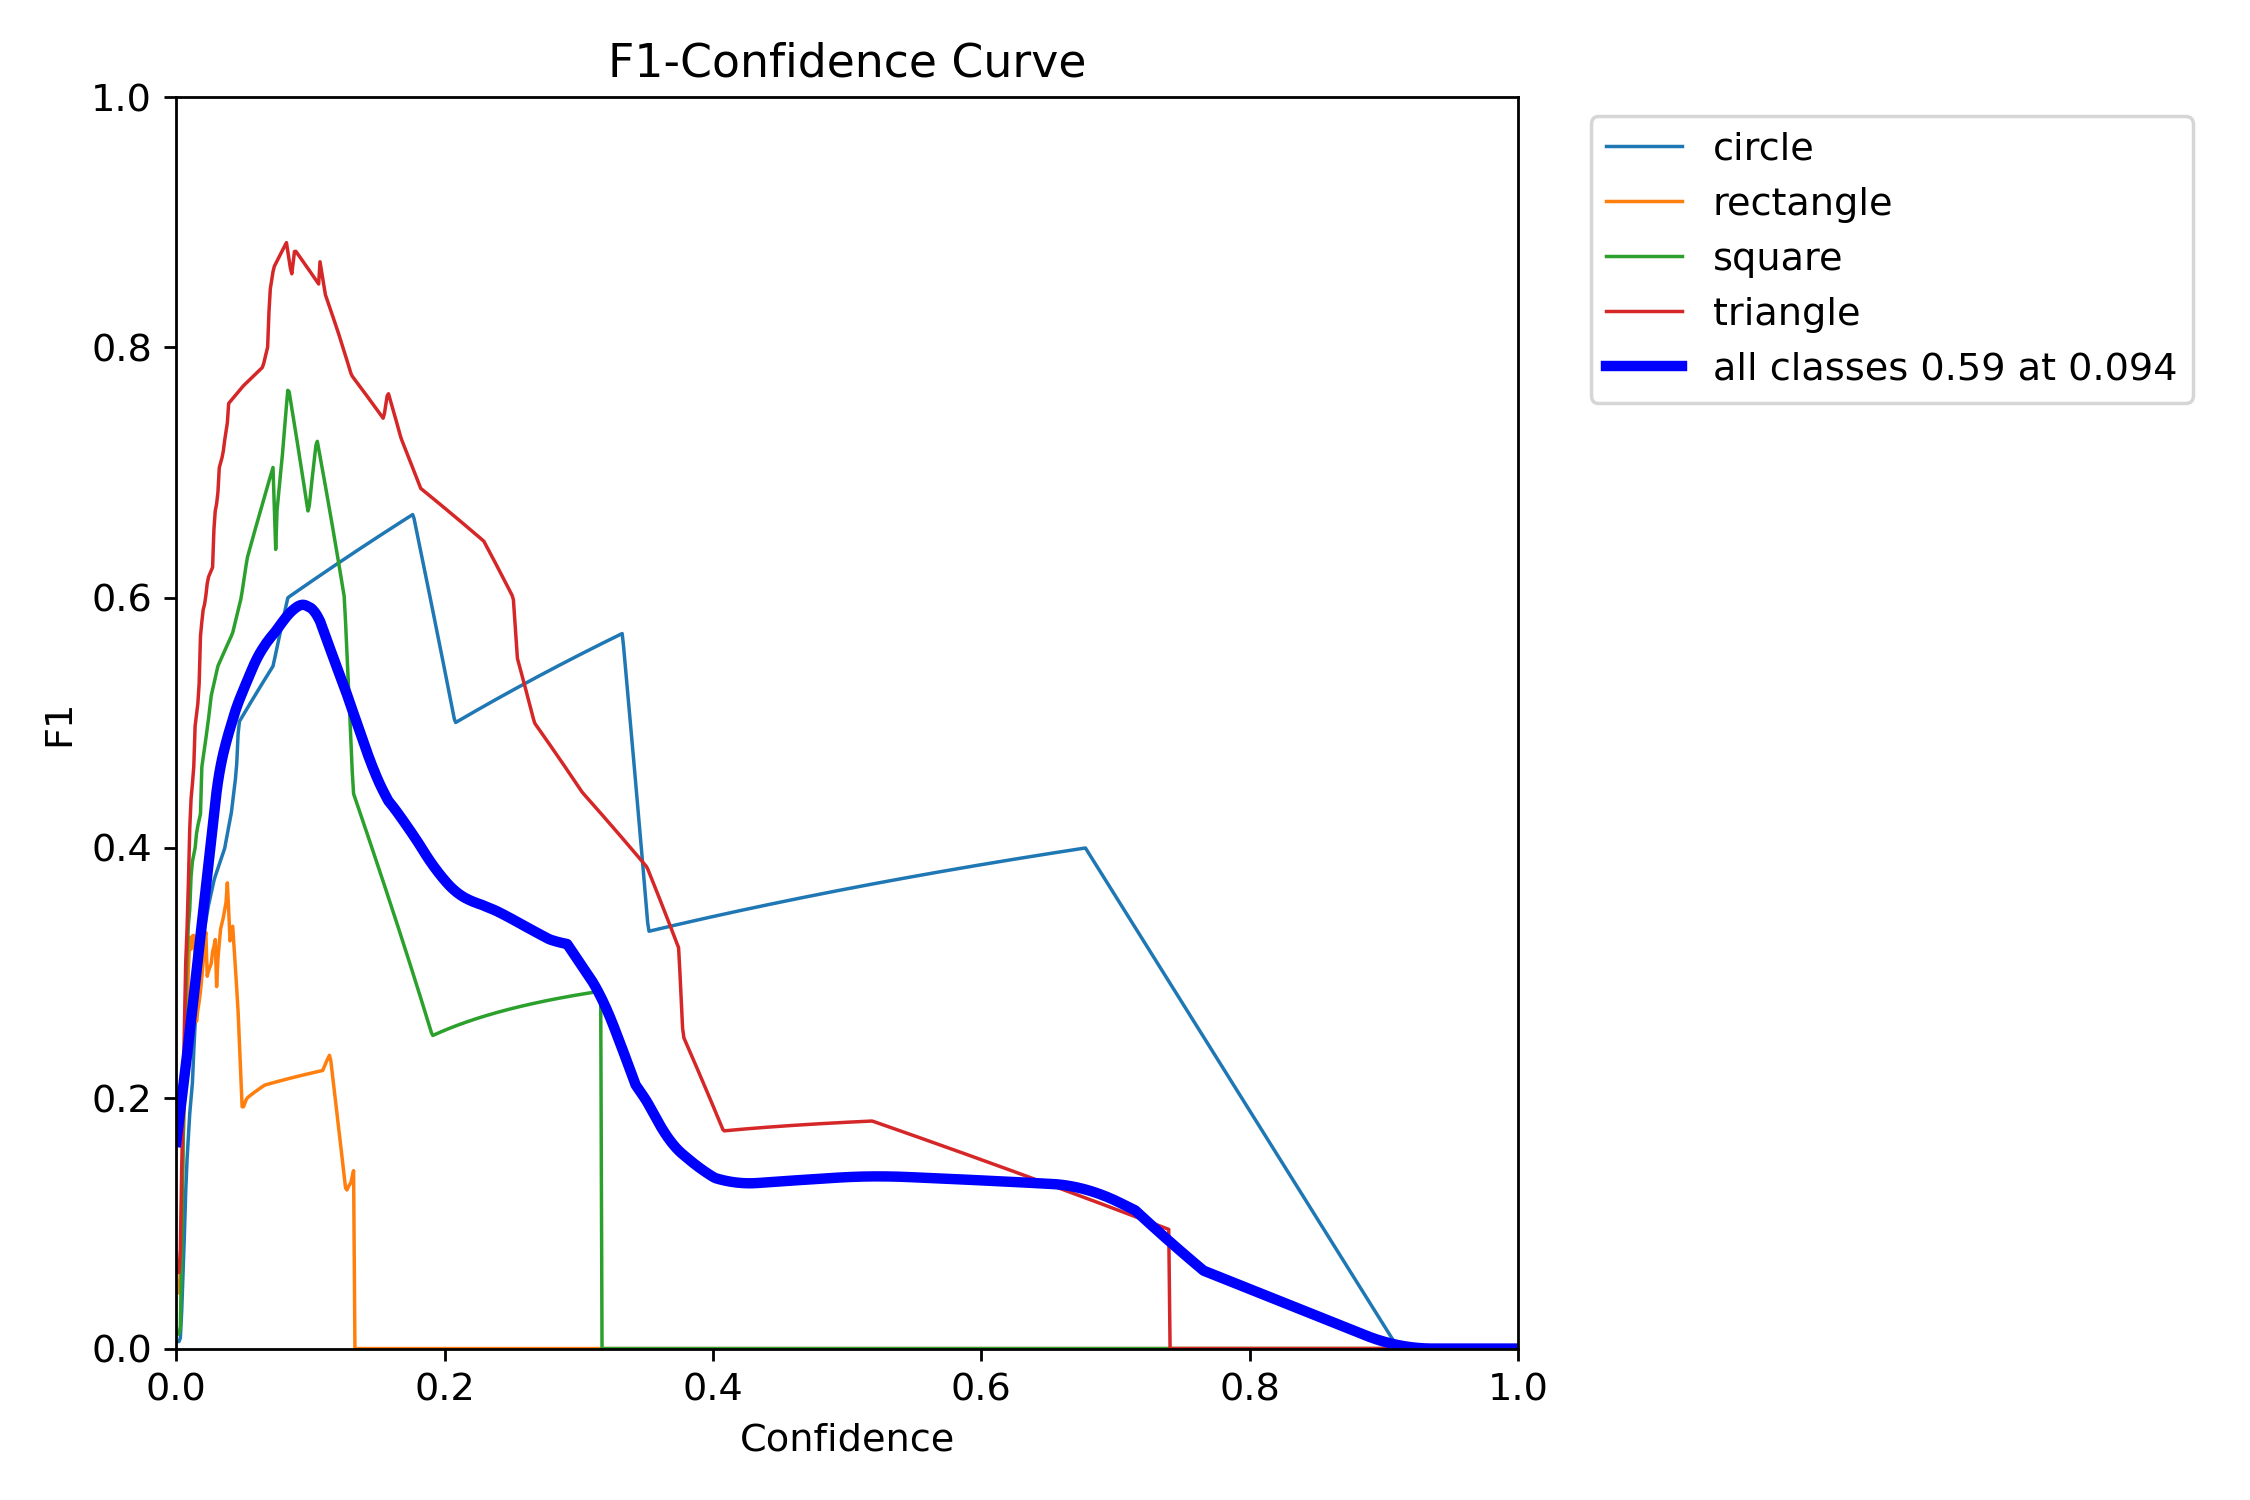 F1-Confidence Curve
1.0
0.8
0.6
0.4
0.2
0.0
F1
0.0 0.2 0.4 0.6 0.8 1.0
Confidence
circle
rectangle
square
triangle
all classes 0.59 at 0.094